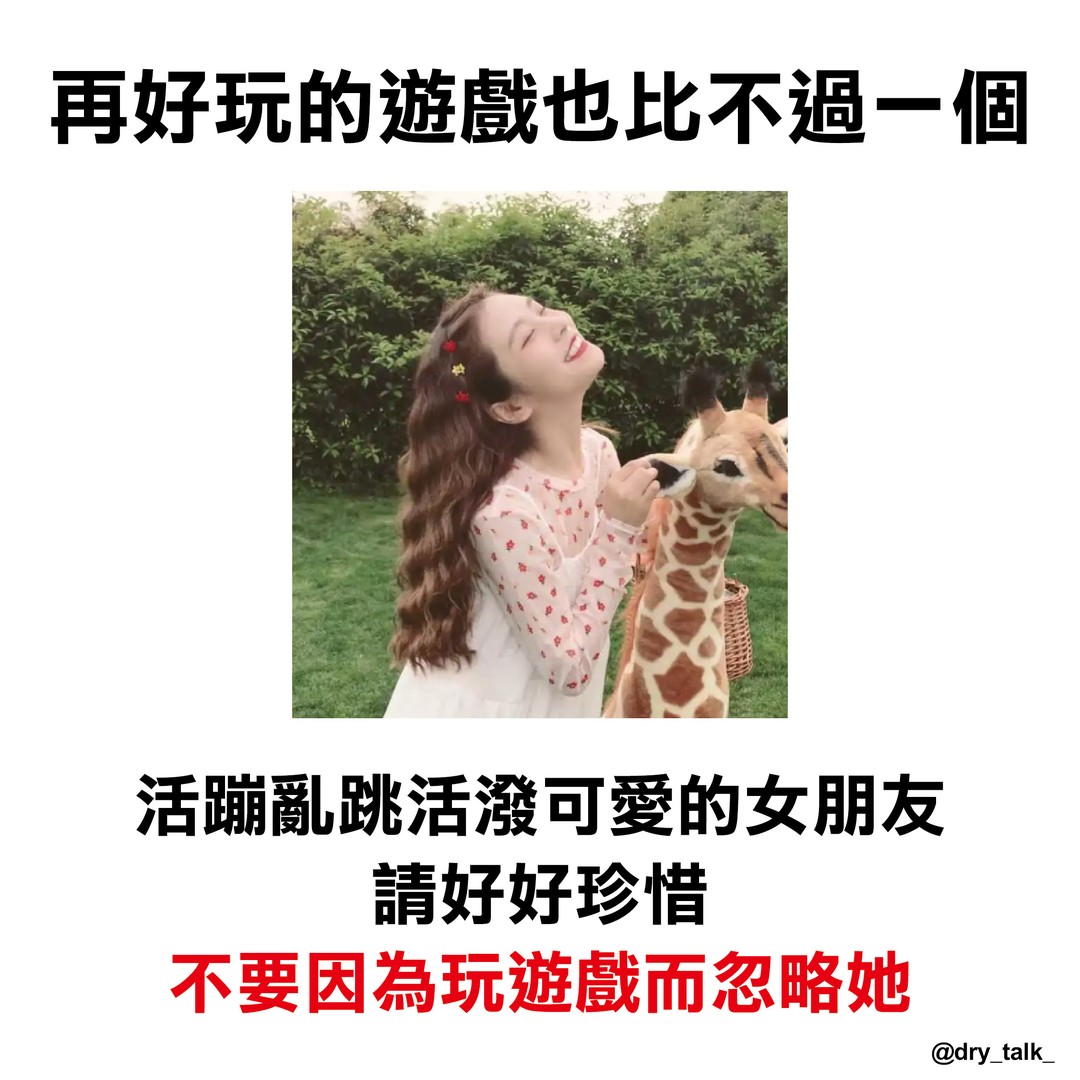 再好玩的遊戲也比不過一個
活蹦亂跳活潑可愛的女朋友
請好好珍惜
不要因為玩遊戲而忽略她
@dry_talk_